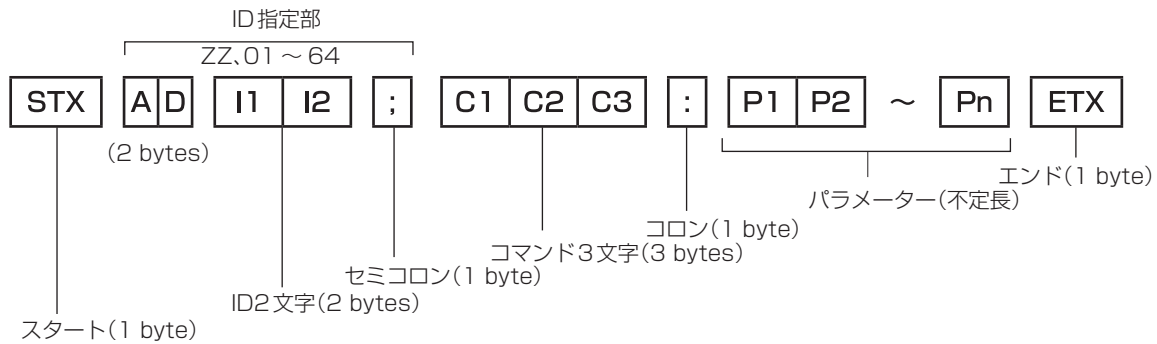 ID指定部
ZZ、01～64
STX A D I1 I2 ; C1 C2 C3 : P1 P2 ～ Pn ETX
(2 bytes)
エンド(1 byte)
パラメーター(不定長)
コロン(1 byte)
コマンド3文字(3 bytes)
セミコロン(1 byte)
ID2文字(2 bytes)
スタート(1 byte)